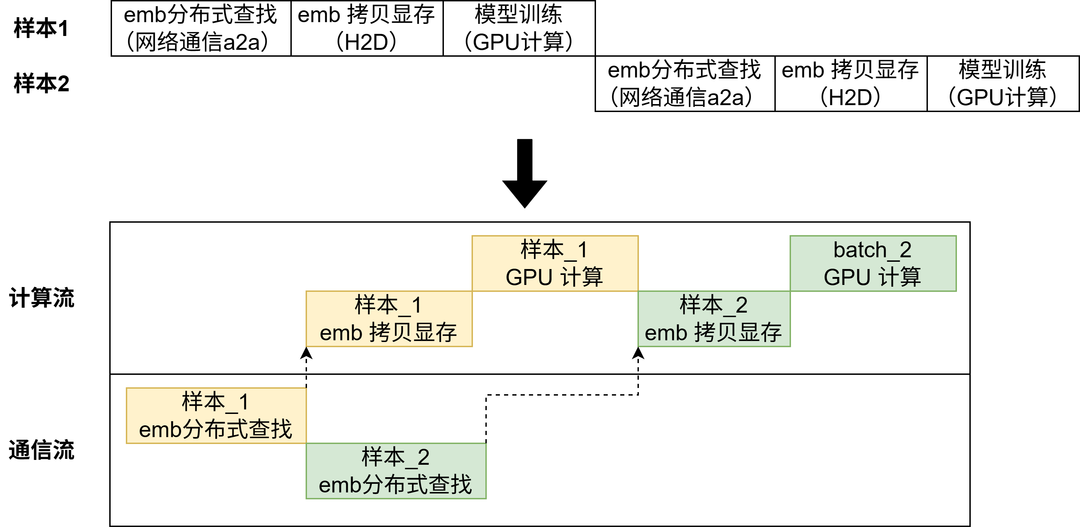 样本1
emb分布式查找
（网络通信a2a）
emb 拷贝显存
（H2D）
模型训练
（GPU计算）
样本2
emb分布式查找
（网络通信a2a）
emb 拷贝显存
（H2D）
模型训练
（GPU计算）
计算流
样本_1
GPU 计算
batch_2
GPU 计算
样本_1
emb 拷贝显存
样本_2
emb 拷贝显存
通信流
样本_1
emb分布式查找
样本_2
emb分布式查找